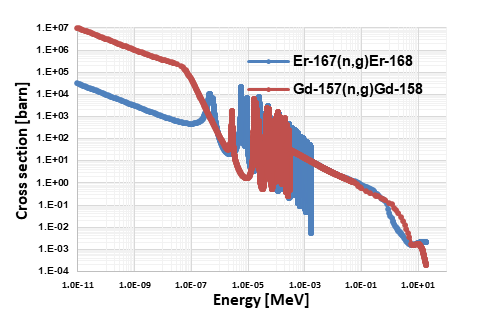 1.E+07
1.E+06
1.E+05
1.E+04
1.E+03
1.E+02
1.E+01
1.E+00
1.E-01
1.E-02
1.E-03
1.E-04
Cross section [barn]
Er-167(n,g)Er-168
Gd-157(n,g)Gd-158
1.0E-11 1.0E-09 1.0E-07 1.0E-05 1.0E-03 1.0E-01 1.0E+01
Energy [MeV]